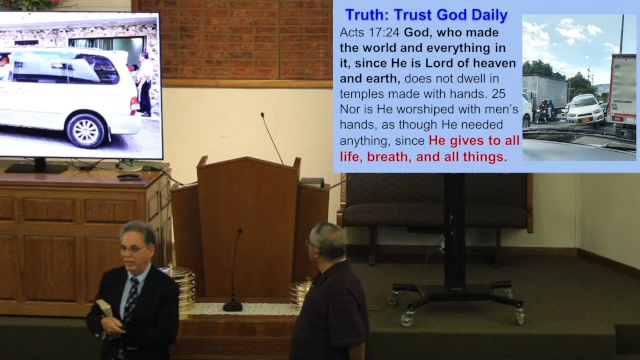 Truth: Trust God Daily
Acts 17:24 God, who made
the world and everything in
it, since He is Lord of heaven
and earth, does not dwell in
temples made with hands. 25
Nor is He worshiped with men's
hands, as though He needed
anything, since He gives to all
life, breath, and all things.